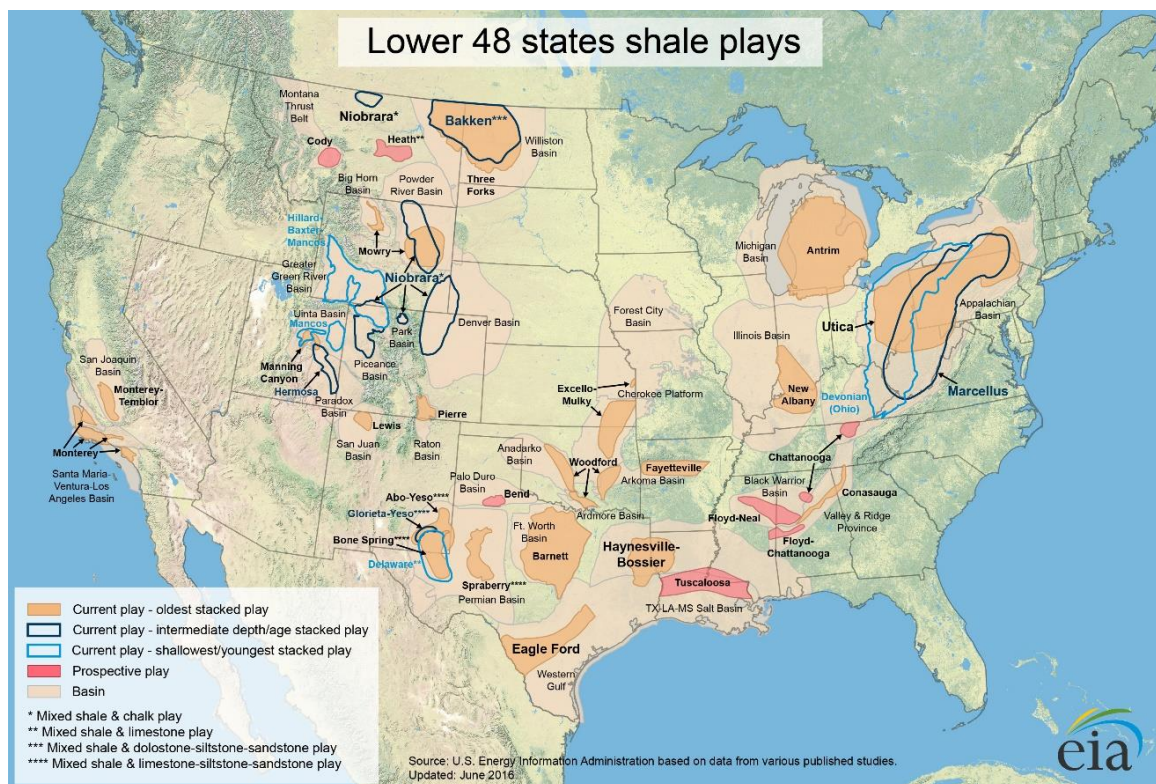 Lower 48 states shale plays
Montana
Thrust
Belt
Niobrara*
Bakken***
Williston
Basin
Cody
Heath**
Big Horn
Basin
Powder
River Basin
Three
Forks
Hillard-
Baxter-
Mancos
Mowry
Greater
Green River
Basin
Niobrara*
Uinta Basin
Mancos
Park
Basin
Denver Basin
Manning
Canyon
Hermosa
Piceance
Basin
Paradox
Basin
San Joaquin
Basin
Monterey-
Temblor
Monterey
Santa Maria-
Ventura-Los
Angeles Basin
Lewis
San Juan
Basin
Pierre
Raton
Basin
Michigan
Basin
Antrim
Forest City
Basin
Illinois Basin
Utica
Appalachian
Basin
Excello-
Mulky
Cherokee Platform
New
Albany
Devonian
(Ohio)
Marcellus
Anadarko
Basin
Woodford
Fayetteville
Arkoma Basin
Chattanooga
Palo Duro
Basin
Bend
Ardmore Basin
Black Warrior
Basin
Conasauga
Valley & Ridge
Province
Floyd-Neal
Floyd-
Chattanooga
Abo-Yeso****
Glorieta-Yeso****
Bone Spring****
Delaware**
Ft. Worth
Basin
Barnett
Haynesville-
Bossier
Spraberry****
Permian Basin
Tuscaloosa
TX-LA-MS Salt Basin
Eagle Ford
Western
Gulf
Current play - oldest stacked play
Current play - intermediate depth/age stacked play
Current play - shallowest/youngest stacked play
Prospective play
Basin
* Mixed shale & chalk play
** Mixed shale & limestone play
*** Mixed shale & dolostone-siltstone-sandstone play
**** Mixed shale & limestone-siltstone-sandstone play
Source: U.S. Energy Information Administration based on data from various published studies.
Updated: June 2016
eia